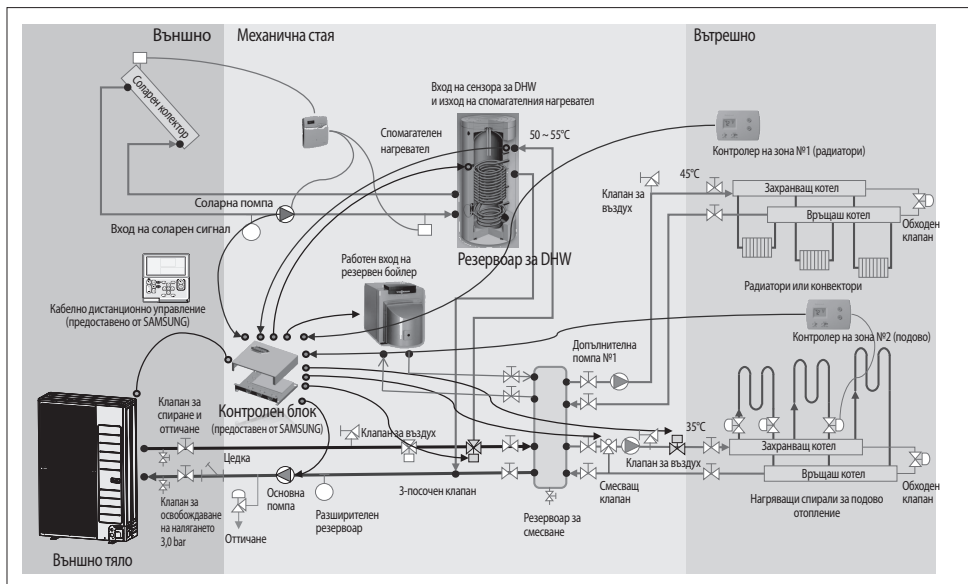 Външно
Механична стая
Вътрешно
Соларен колектор
Вход на сензора за DHW
и изход на спомагателния нагревател
Спомагателен
нагревател
50 ~ 55°C
Контролер на зона №1 (радиатори)
Соларна помпа
Вход на соларен сигнал
Резервоар за DHW
Клапан за
въздух
45°C
Захранващ котел
Връщащ котел
Обходен
клапан
Радиатори или конвектори
Работен вход на
резервен бойлер
Кабелно дистанционно управление
(предоставено от SAMSUNG)
Контролер на зона №2 (подово)
Допълнителна
помпа №1
Контролен блок
(предоставен от SAMSUNG)
Клапан за
спиране и
оттичане
Цедка
Клапан за въздух
35°C
Клапан за въздух
Захранващ котел
Връщащ котел
Обходен
клапан
Нагряващи спирали за подово
отопление
Клапан за
освобождаване
на налягането
3,0 bar
Основна
помпа
3-посочен клапан
Смесващ
клапан
Разширителен
резервоар
Резервоар за
смесване
Оттичане
Външно тяло